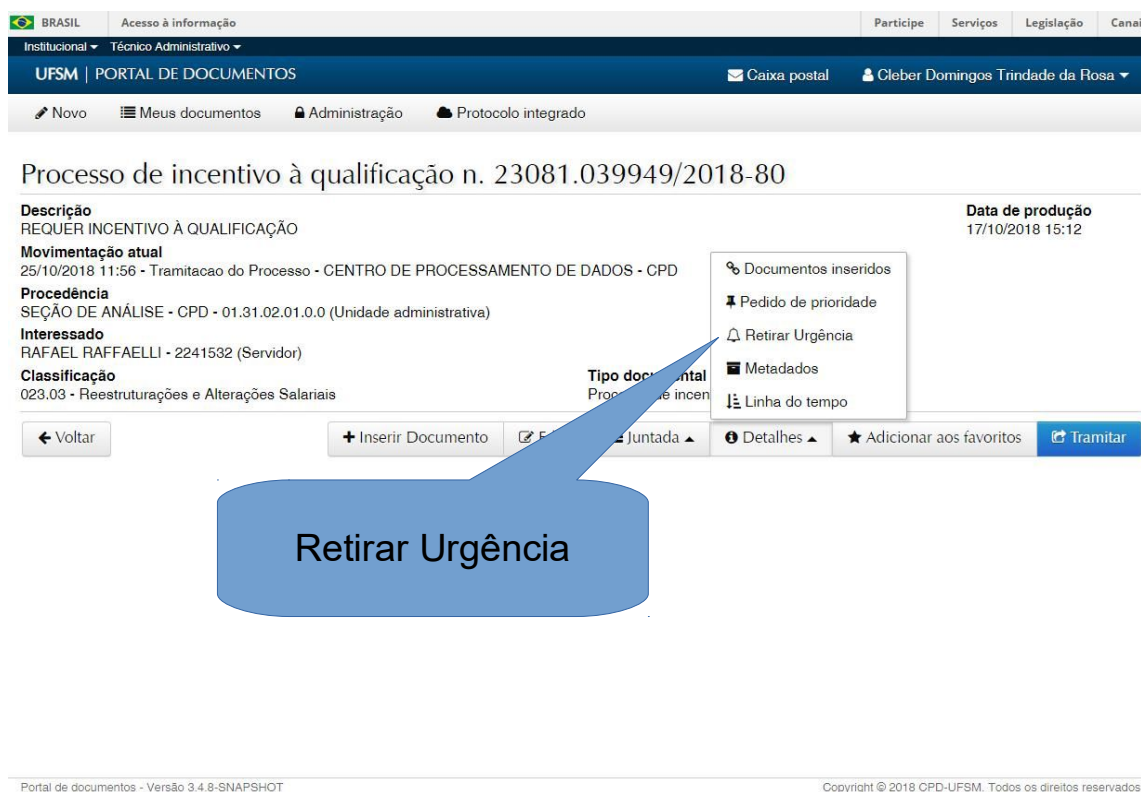 BRASIL Acesso à informação Participe Serviços Legislação Canai
Institucional Técnico Administrativo
UFSM | PORTAL DE DOCUMENTOS Caixa postal Cleber Domingos Trindade da Rosa
Novo Meus documentos Administração Protocolo integrado
Processo de incentivo à qualificação n. 23081.039949/2018-80
Descrição Data de produção
REQUER INCENTIVO À QUALIFICAÇÃO 17/10/2018 15:12
Movimentação atual
25/10/2018 11:56 - Tramitacao do Processo - CENTRO DE PROCESSAMENTO DE DADOS - CPD
Documentos inseridos
Procedência
Pedido de prioridade
SEÇÃO DE ANÁLISE - CPD - 01.31.02.01.0.0 (Unidade administrativa)
Interessado
Retirar Urgência
RAFAEL RAFFAELLI - 2241532 (Servidor)
Metadados
Classificação Tipo documental
023.03 - Reestruturações e Alterações Salariais
Linha do tempo
Voltar Inserir Documento Juntada Detalhes Adicionar aos favoritos Tramitar
Retirar Urgência
Portal de documentos - Versão 3.4.8-SNAPSHOT Copyright © 2018 CPD-UFSM. Todos os direitos reservados